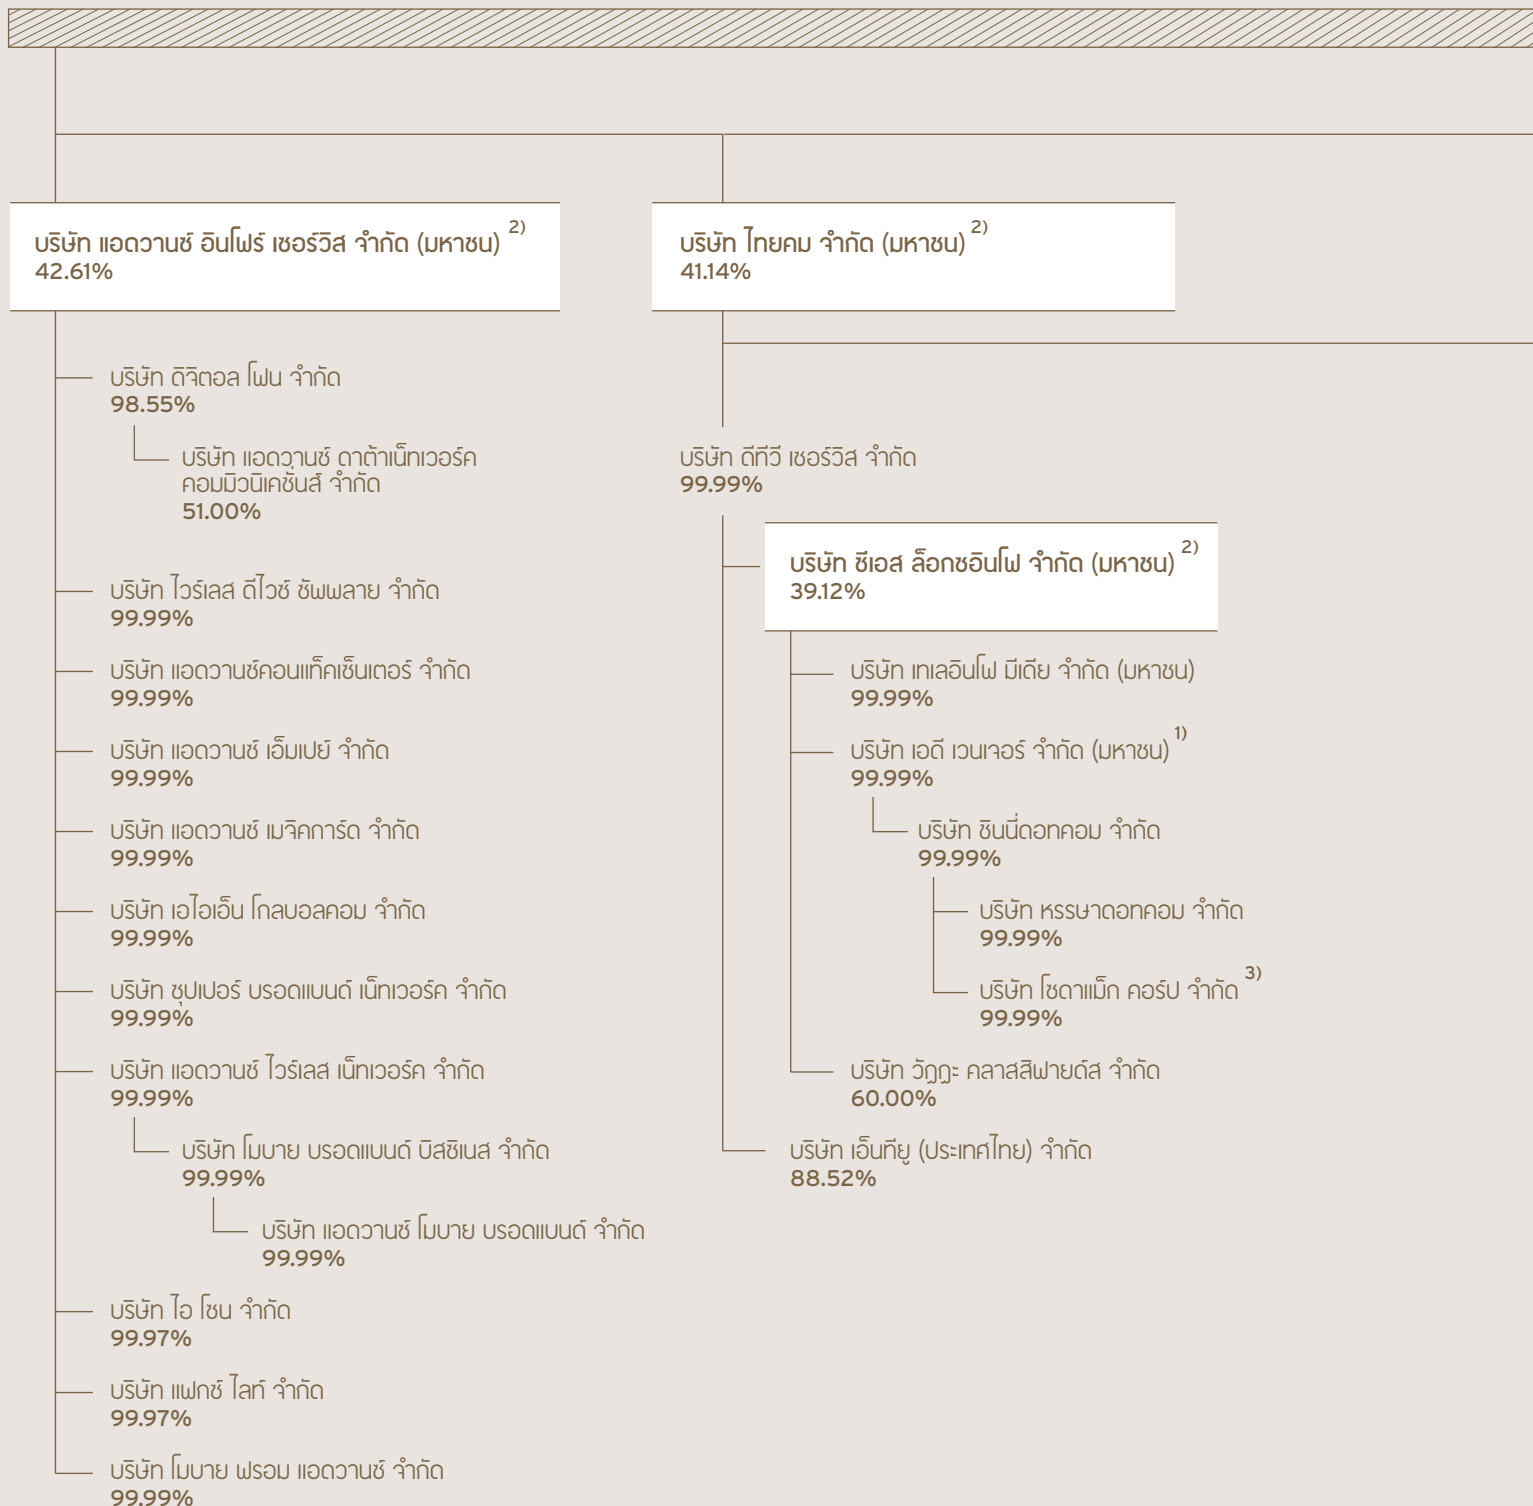 บริษัท แอดวานซ์ อินโฟร์ เซอร์วิส จำกัด (มหาชน) 2)
42.61%
บริษัท ดิจิตอล โฟน จำกัด
98.55%
บริษัท แอดวานซ์ ดาต้าเน็ทเวอร์ค
คอมมิวนิเคชั่นส์ จำกัด
51.00%
บริษัท ไวร์เลส ดีไวซ์ ซัพพลาย จำกัด
99.99%
บริษัท แอดวานซ์คอนแท็คเซ็นเตอร์ จำกัด
99.99%
บริษัท แอดวานซ์ เอ็มเปย์ จำกัด
99.99%
บริษัท แอดวานซ์ เมจิคการ์ด จำกัด
99.99%
บริษัท เอไอเอ็น โกลบอลคอม จำกัด
99.99%
บริษัท ซุปเปอร์ บรอดแบนด์ เน็ทเวอร์ค จำกัด
99.99%
บริษัท แอดวานซ์ ไวร์เลส เน็ทเวอร์ค จำกัด
99.99%
บริษัท โมบาย บรอดแบนด์ บิสซิเนส จำกัด
99.99%
บริษัท แอดวานซ์ โมบาย บรอดแบนด์ จำกัด
99.99%
บริษัท ไอ โซน จำกัด
99.97%
บริษัท แฟกซ์ ไลท์ จำกัด
99.97%
บริษัท โมบาย ฟรอม แอดวานซ์ จำกัด
99.99%
บริษัท ไทยคม จำกัด (มหาชน) 2)
41.14%
บริษัท ดีทีวี เซอร์วิส จำกัด
99.99%
บริษัท ซีเอส ล็อกซอินโฟ จำกัด (มหาชน) 2)
39.12%
บริษัท เทเลอินโฟ มีเดีย จำกัด (มหาชน)
99.99%
บริษัท เอดี เวนเจอร์ จำกัด (มหาชน) 1)
99.99%
บริษัท ชินนี่ดอทคอม จำกัด
99.99%
บริษัท หรรษาดอทคอม จำกัด
99.99%
บริษัท โซดาแม็ก คอร์ป จำกัด 3)
99.99%
บริษัท วัฏฏะ คลาสสิฟายด์ส จำกัด
60.00%
บริษัท เอ็นทียู (ประเทศไทย) จำกัด
88.52%